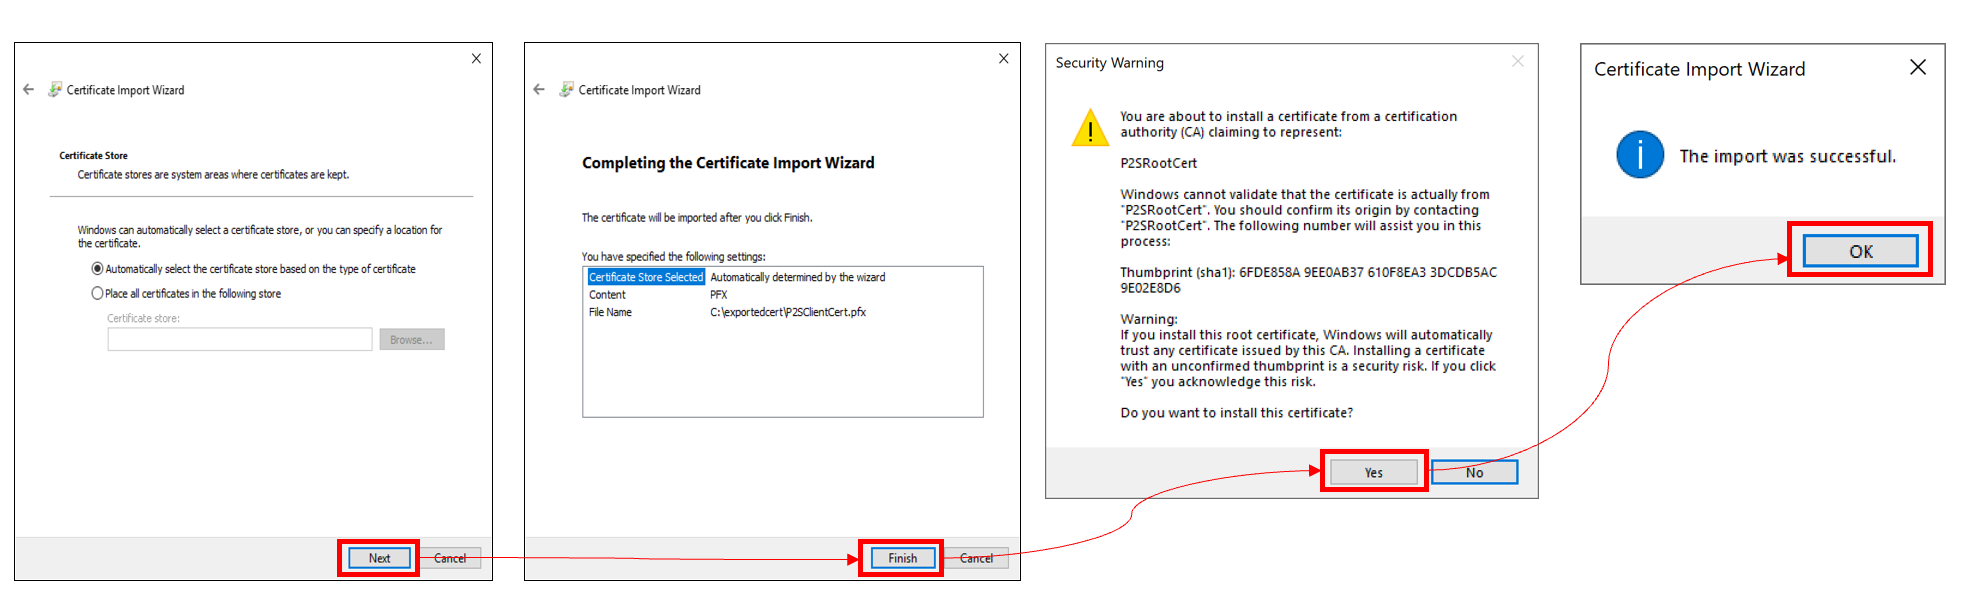 Certificate Import Wizard
Certificate Store
Certificate stores are system areas where certificates are kept.
Windows can automatically select a certificate store, or you can specify a location for
the certificate.
Automatically select the certificate store based on the type of certificate
Place all certificates in the following store
Certificate store:
Browse...
Next
Cancel
Certificate Import Wizard
Completing the Certificate Import Wizard
The certificate will be imported after you click Finish.
You have specified the following settings:
Certificate Store Selected Automatically determined by the wizard
Content PFX
File Name C:\exportedcert\P2SClientCert.pfx
Finish
Cancel
Security Warning
You are about to install a certificate from a certification
authority (CA) claiming to represent:
P2SRootCert
Windows cannot validate that the certificate is actually from
"P2SRootCert". You should confirm its origin by contacting
"P2SRootCert". The following number will assist you in this
process:
Thumbprint (sha1): 6FDE858A 9EE0AB37 610F8EA3 3DCDB5AC
9E02E8D6
Warning:
If you install this root certificate, Windows will automatically
trust any certificate issued by this CA. Installing a certificate
with an unconfirmed thumbprint is a security risk. If you click
"Yes" you acknowledge this risk.
Do you want to install this certificate?
Yes
No
Certificate Import Wizard
The import was successful.
OK